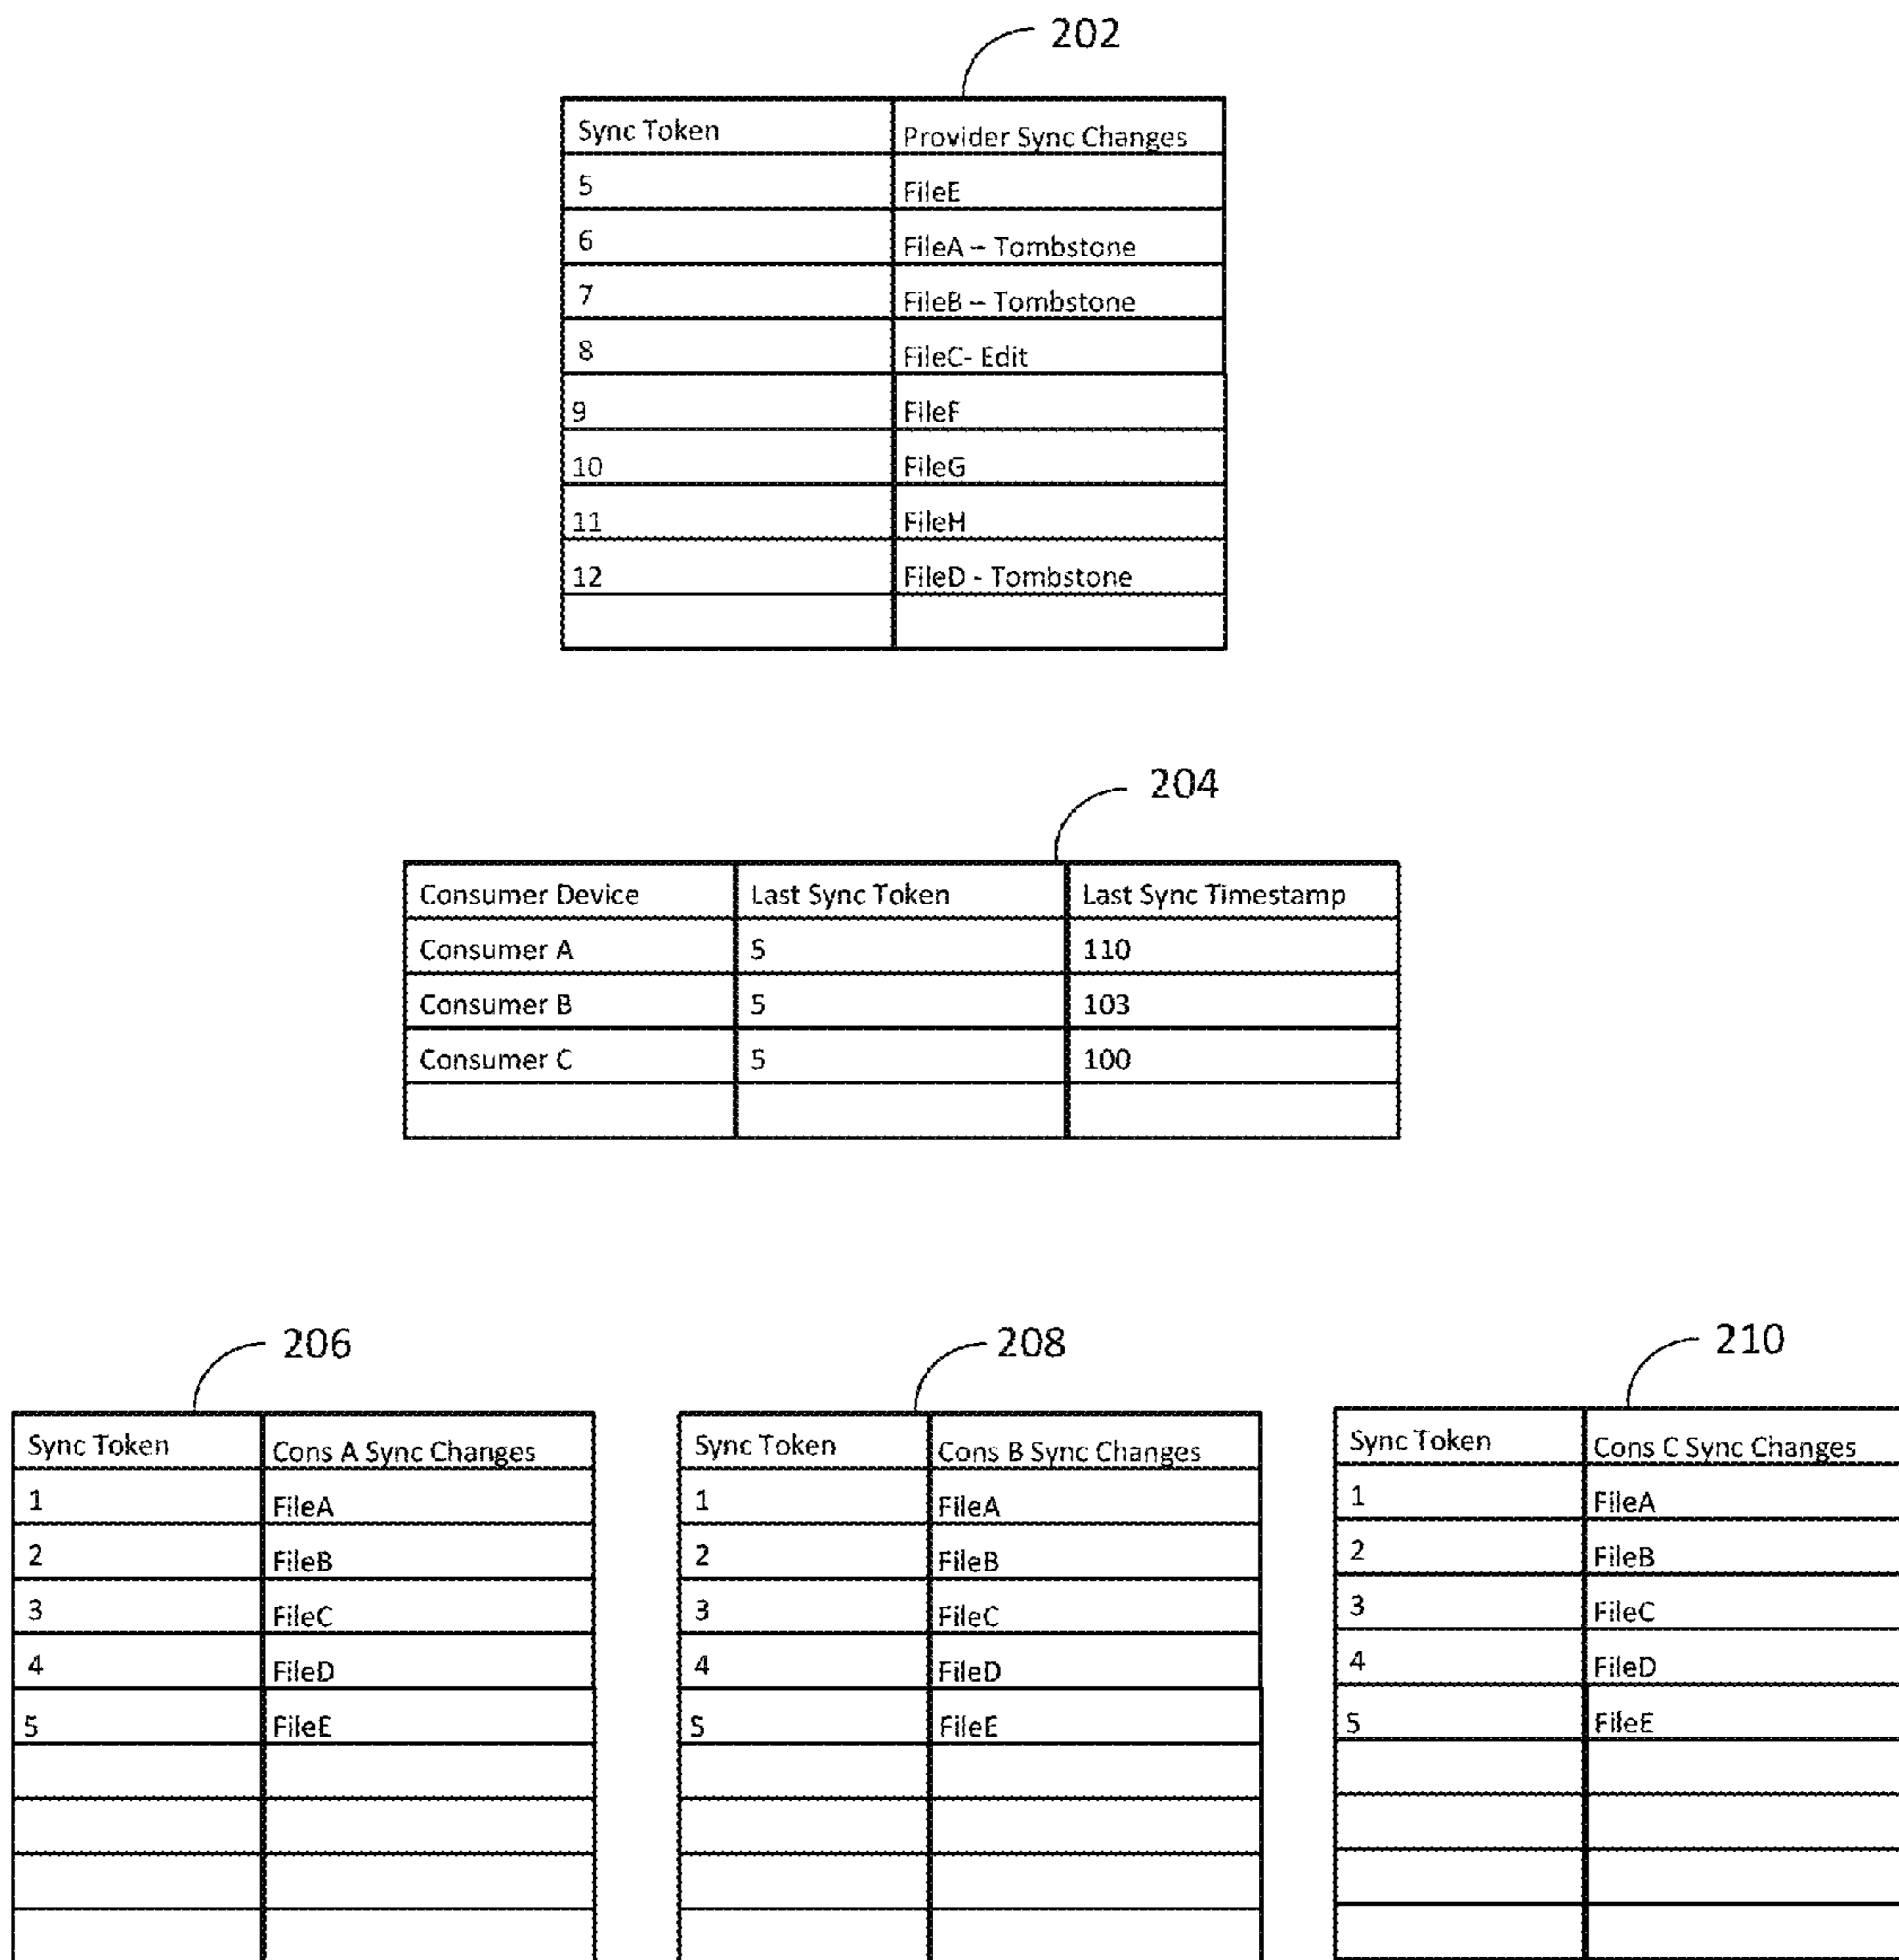 202
Sync Token Provider Sync Changes
5 FileE
6 FileA – Tombstone
7 FileB – Tombstone
8 FileC- Edit
9 FileF
10 FileG
11 FileH
12 FileD - Tombstone
204
Consumer Device Last Sync Token Last Sync Timestamp
Consumer A 5 110
Consumer B 5 103
Consumer C 5 100
206
Sync Token Cons A Sync Changes
1 FileA
2 FileB
3 FileC
4 FileD
5 FileE
208
Sync Token Cons B Sync Changes
1 FileA
2 FileB
3 FileC
4 FileD
5 FileE
210
Sync Token Cons C Sync Changes
1 FileA
2 FileB
3 FileC
4 FileD
5 FileE